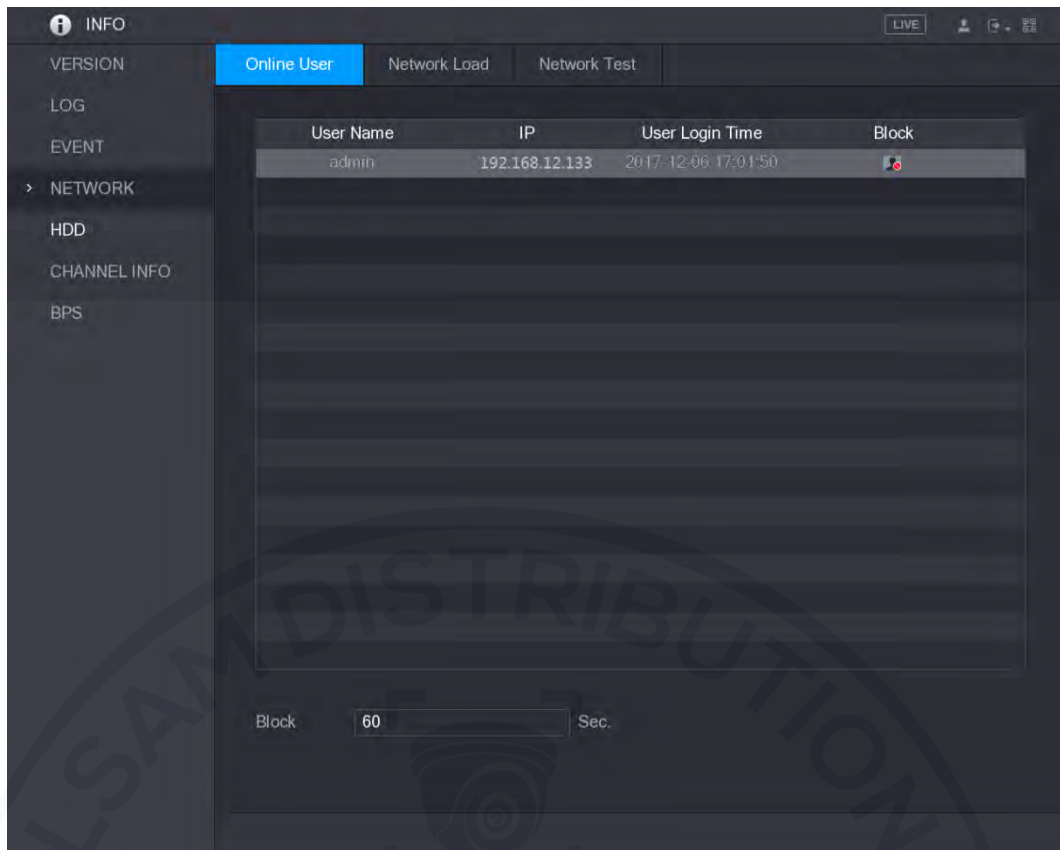 INFO
LIVE
VERSION
LOG
EVENT
NETWORK
HDD
CHANNEL INFO
BPS
Online User Network Load Network Test
User Name IP User Login Time Block
admin 192.168.12.133 2017-12-06 17:01:50
Block 60 Sec.
DISTRIBUTION